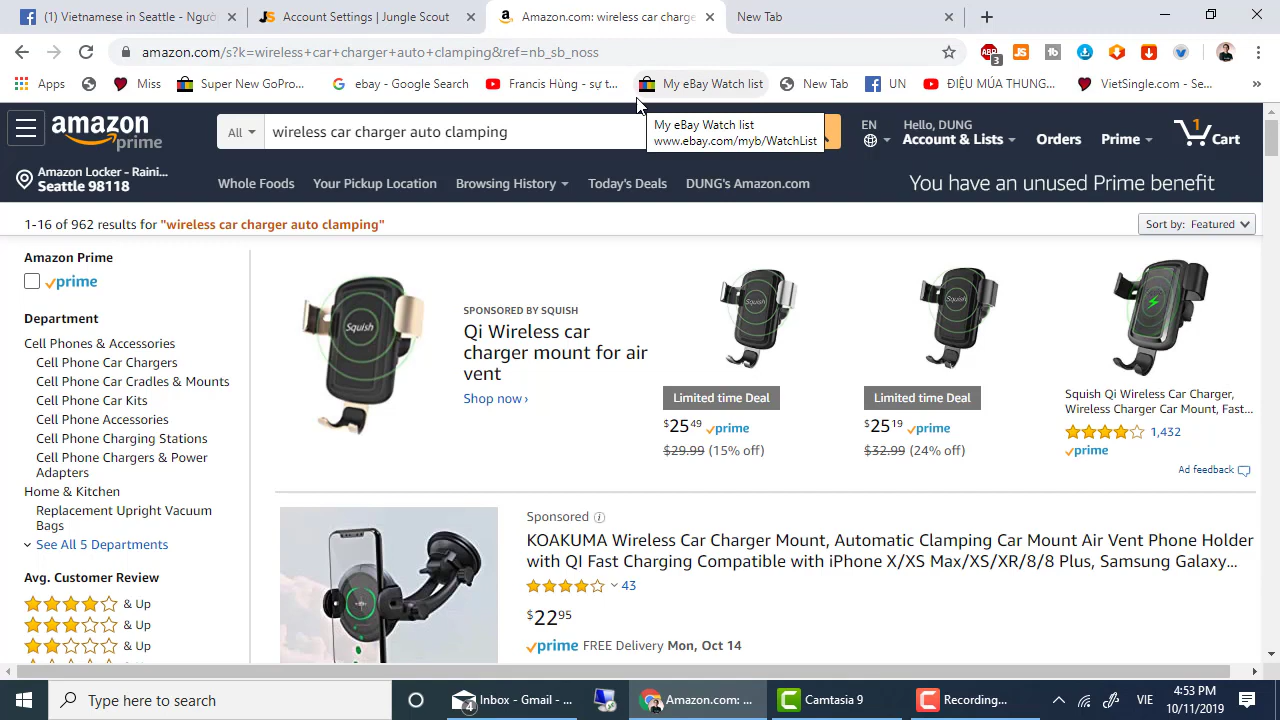 Vietnamese in Seattle - Ngườ
Account Settings | Jungle Scout
Amazon.com: wireless car charge
New Tab
amazon.com/s?k=wireless+car+charger+auto+clamping&ref=nb_sb_noss
3
Apps
Miss
Super New GoPro...
ebay - Google Search
Francis Hùng - sự t...
My eBay Watch list
New Tab
UN
ĐIỆU MÚA THUNG...
VietSingle.com - Se...
»
My eBay Watch list
www.ebay.com/myb/WatchList
amazon prime
All
wireless car charger auto clamping
EN
Hello, DUNG
Account & Lists
Orders
Prime
1
Cart
Amazon Locker - Raini...
Seattle 98118
Whole Foods
Your Pickup Location
Browsing History
Today's Deals
DUNG's Amazon.com
You have an unused Prime benefit
1-16 of 962 results for "wireless car charger auto clamping"
Sort by: Featured
Amazon Prime
prime
Department
Cell Phones & Accessories
Cell Phone Car Chargers
Cell Phone Car Cradles & Mounts
Cell Phone Car Kits
Cell Phone Accessories
Cell Phone Charging Stations
Cell Phone Chargers & Power
Adapters
Home & Kitchen
Replacement Upright Vacuum
Bags
See All 5 Departments
Avg. Customer Review
& Up
& Up
& Up
Squish
SPONSORED BY SQUISH
Qi Wireless car
charger mount for air
vent
Shop now ›
Squish
Limited time Deal
$25 49 prime
$29.99 (15% off)
Squish
Limited time Deal
$25 19 prime
$32.99 (24% off)
Squish Qi Wireless Car Charger,
Wireless Charger Car Mount, Fast...
1,432
prime
Ad feedback
Sponsored
KOAKUMA Wireless Car Charger Mount, Automatic Clamping Car Mount Air Vent Phone Holder
with QI Fast Charging Compatible with iPhone X/XS Max/XS/XR/8/8 Plus, Samsung Galaxy...
43
$22 95
prime FREE Delivery Mon, Oct 14
Type here to search
4
Inbox - Gmail - ...
Amazon.com: ...
Camtasia 9
Recording...
VIE
4:53 PM
10/11/2019